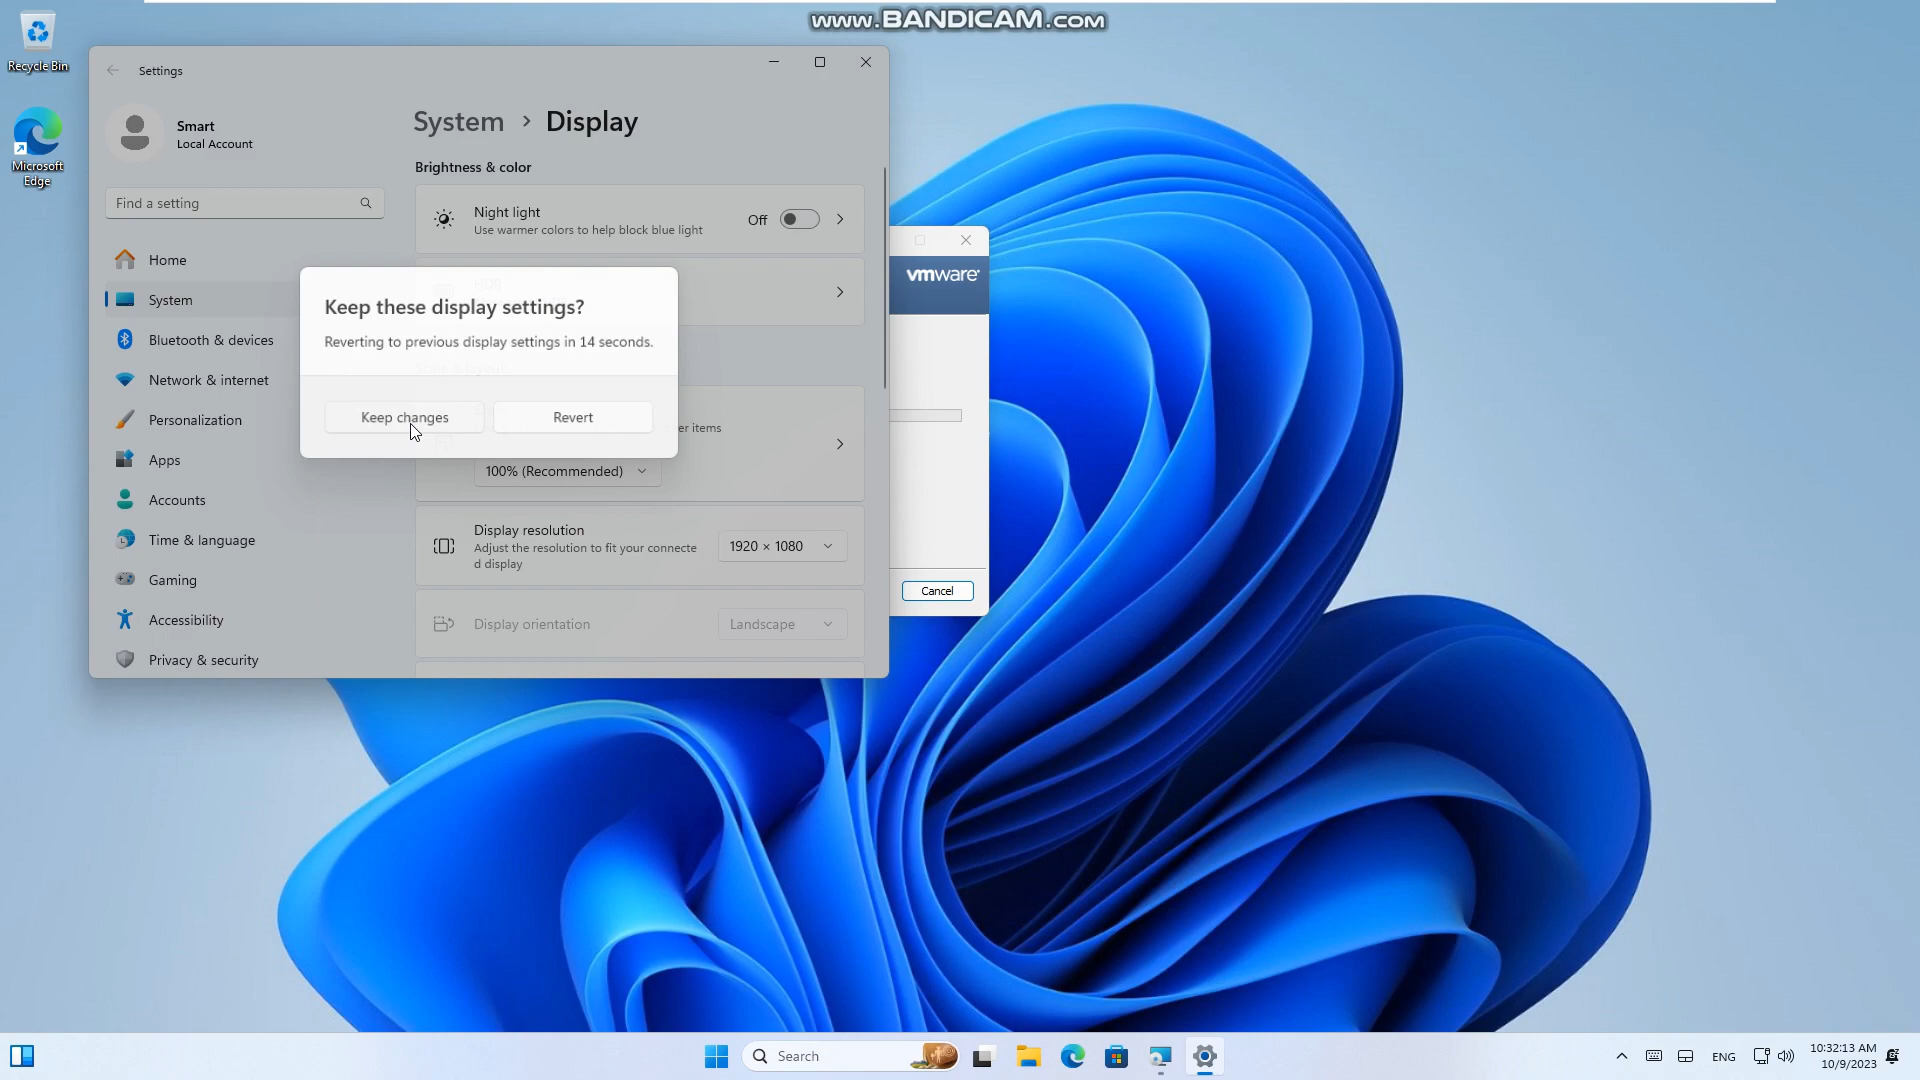 www.BANDICAM.com
Recycle Bin
Microsoft
Edge
Settings
Smart
Local Account
Find a setting
Home
System
Bluetooth & devices
Network & internet
Personalization
Apps
Accounts
Time & language
Gaming
Accessibility
Privacy & security
System > Display
Brightness & color
Night light
Use warmer colors to help block blue light
Off
HDR
Keep these display settings?
Reverting to previous display settings in 14 seconds.
Keep changes
Revert
er items
100% (Recommended)
Display resolution
Adjust the resolution to fit your connecte
d display
1920 × 1080
Display orientation
Landscape
vmware
Cancel
Search
ENG
10:32:13 AM
10/9/2023